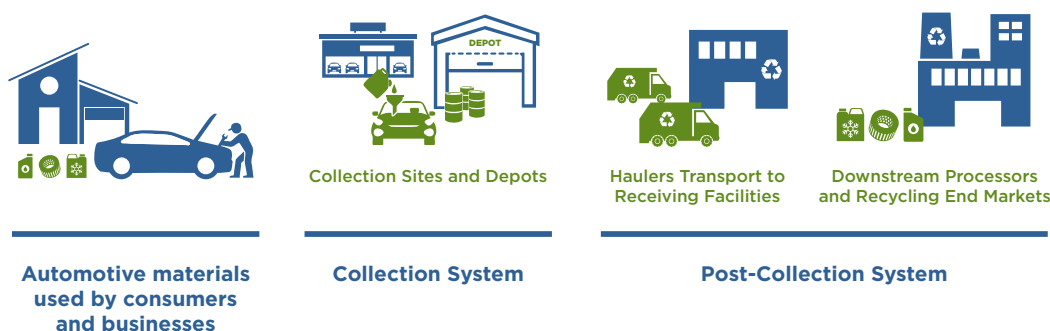 DEPOT
Collection Sites and Depots
Haulers Transport to
Receiving Facilities
Downstream Processors
and Recycling End Markets
Automotive materials
used by consumers
and businesses
Collection System
Post-Collection System